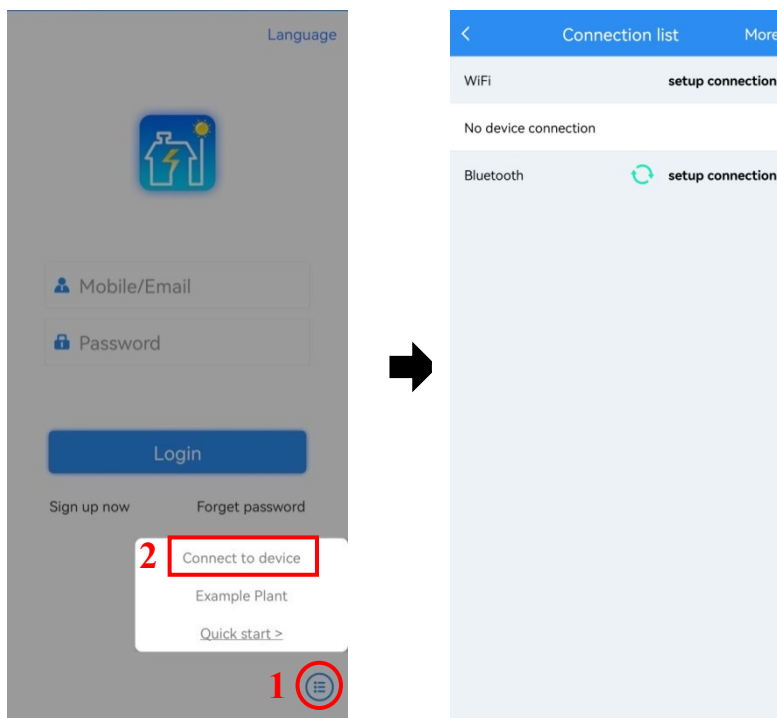 Language
Mobile/Email
Password
Login
Sign up now Forget password
2 Connect to device
Example Plant
Quick start >
1
< Connection list More
WiFi setup connection
No device connection
Bluetooth setup connection